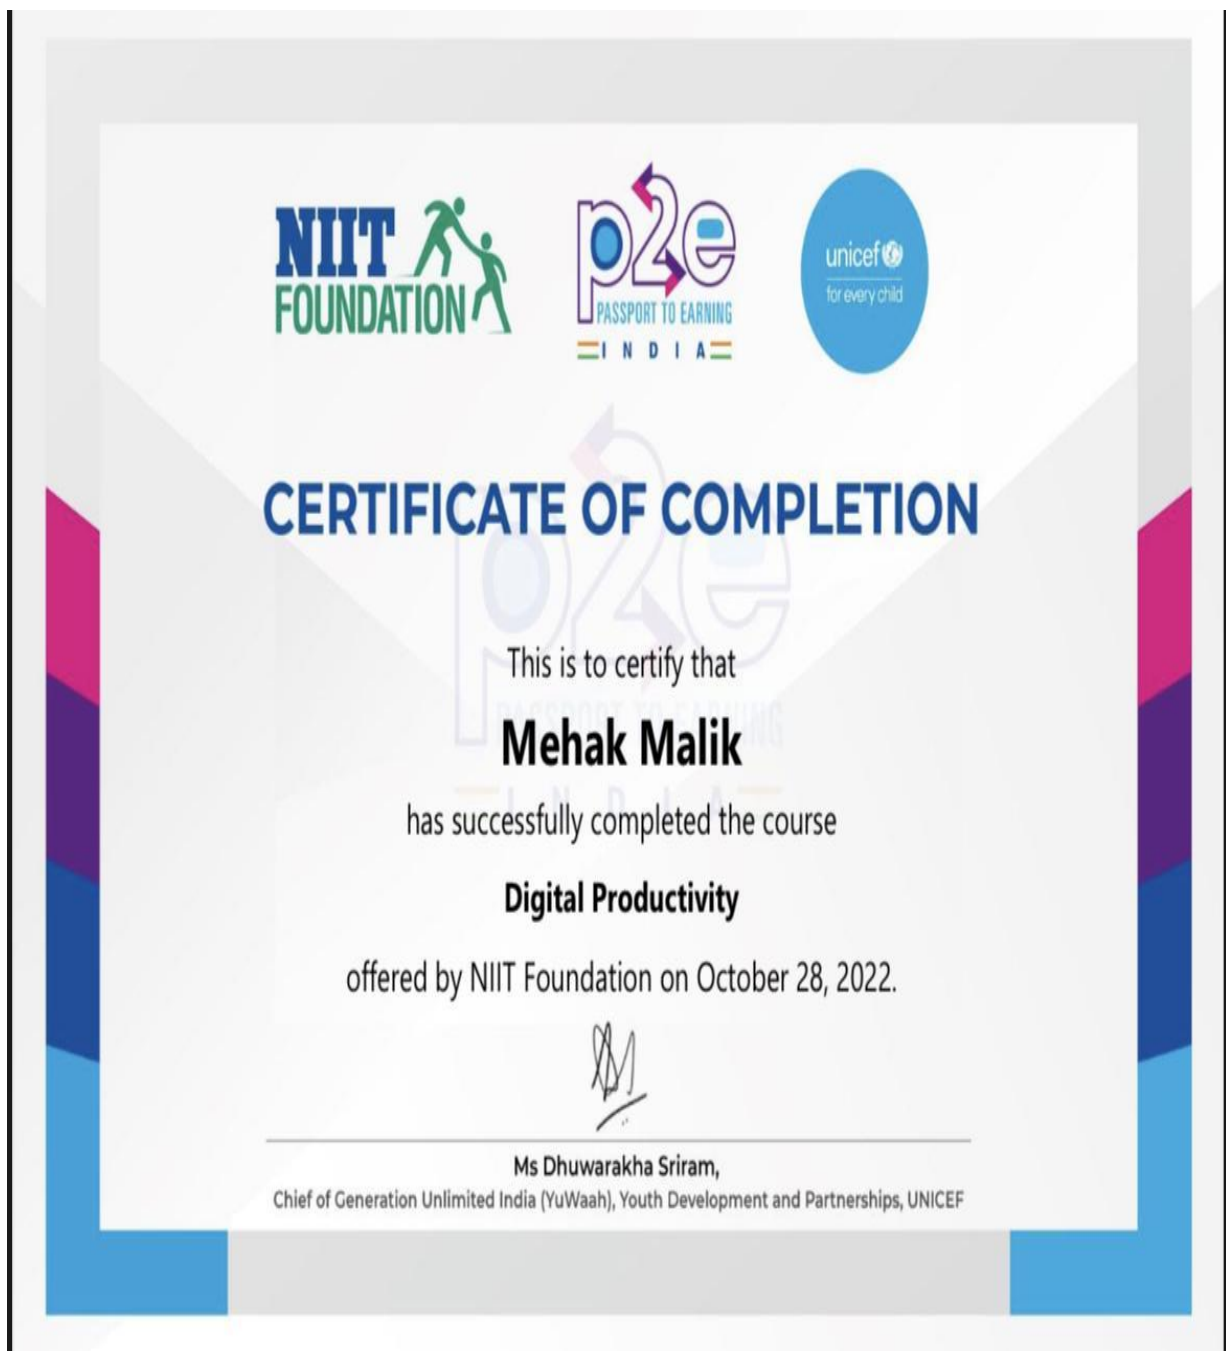 NIIT
FOUNDATION
p2e
PASSPORT TO EARNING
INDIA
unicef
for every child
CERTIFICATE OF COMPLETION
This is to certify that
Mehak Malik
has successfully completed the course
Digital Productivity
offered by NIIT Foundation on October 28, 2022.
Ms Dhuwarakha Sriram,
Chief of Generation Unlimited India (YuWaah), Youth Development and Partnerships, UNICEF